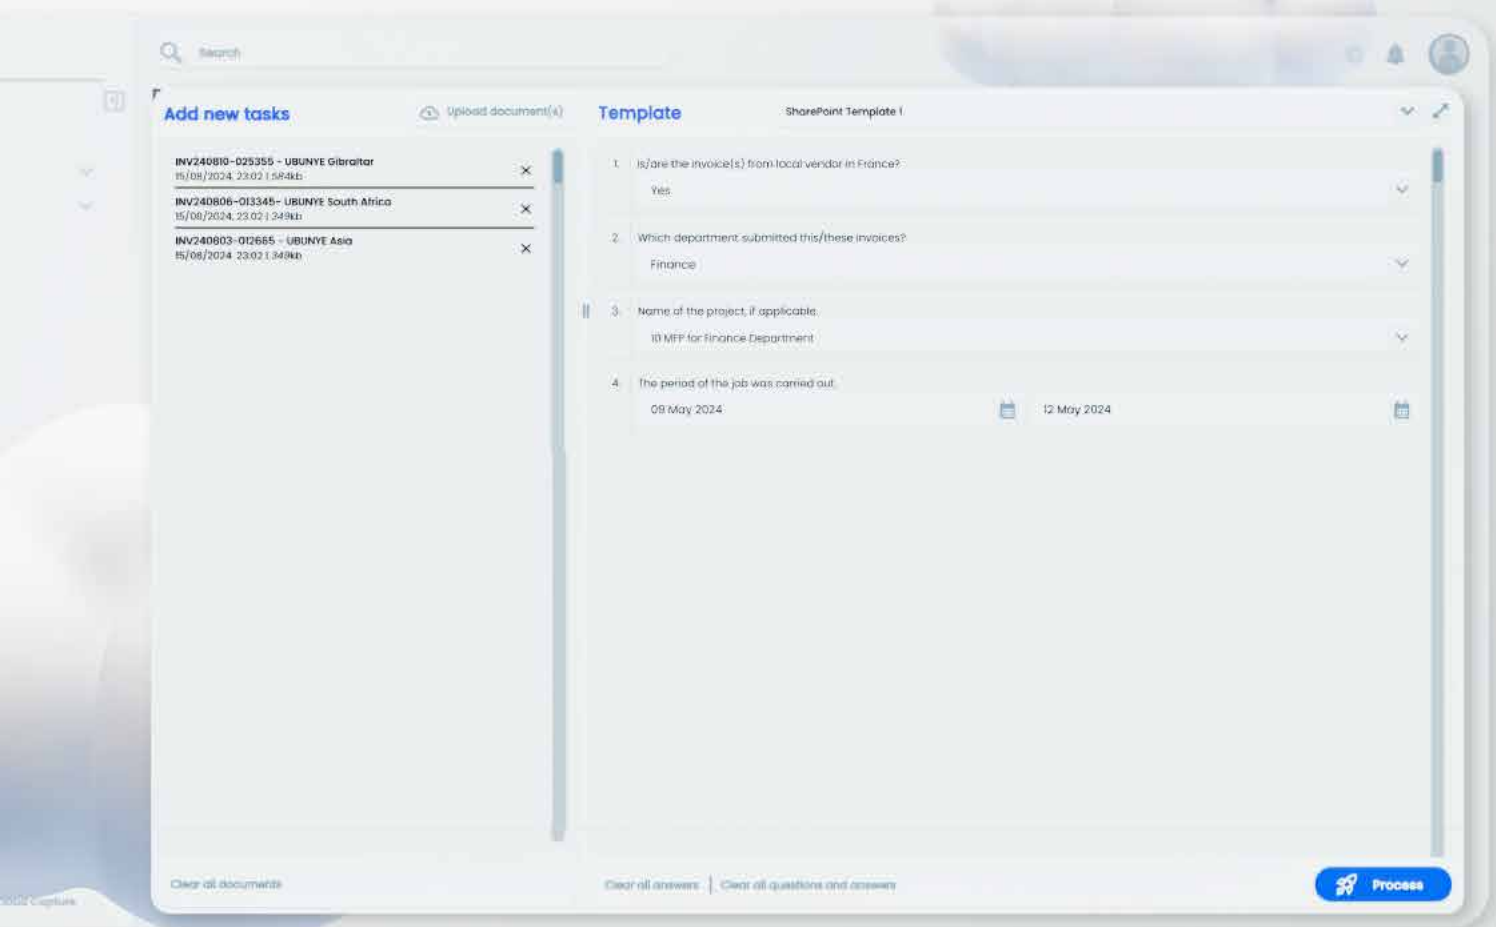 Search
Add new tasks
Upload document(s)
INV240810-025355 - UBUNYE Gibraltar
15/08/2024, 23:02 | 584kb
INV240806-013345- UBUNYE South Africa
15/08/2024, 23:02 | 349kb
INV240803-012665 - UBUNYE Asia
15/08/2024, 23:02 | 349kb
Clear all documents
Template
SharePoint Template 1
1. Is/are the invoice(s) from local vendor in France?
Yes
2. Which department submitted this/these invoices?
Finance
3. Name of the project, if applicable.
10 MFP for Finance Department
4. The period of the job was carried out.
09 May 2024
12 May 2024
Clear all answers | Clear all questions and answers
Process
Capture